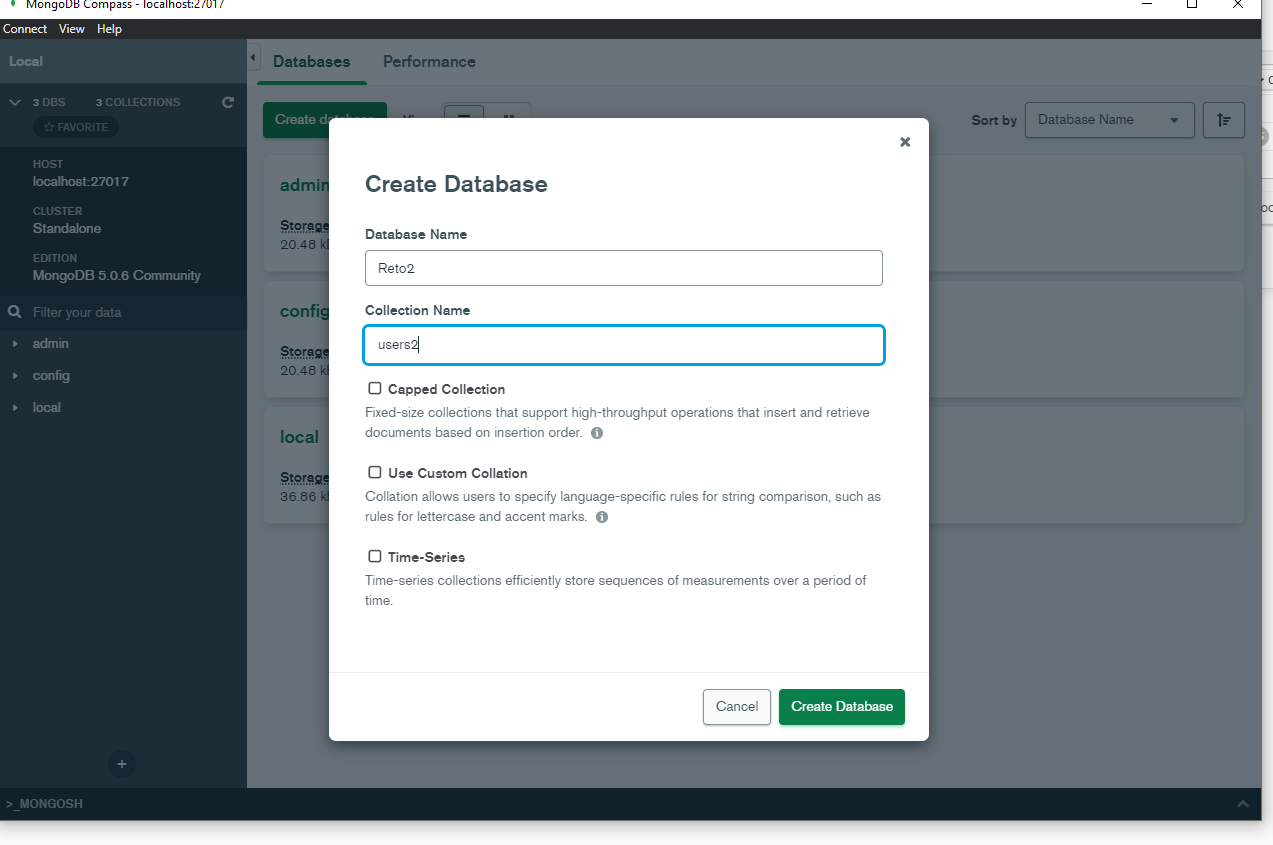 MongoDB Compass - localhost:27017
Connect View Help
Local
Databases Performance
3 DBS 3 COLLECTIONS
FAVORITE
Create database
Sort by Database Name
HOST
localhost:27017
CLUSTER
Standalone
EDITION
MongoDB 5.0.6 Community
Filter your data
admin
config
local
admin
Storage
20.48
config
Storage
20.48
local
Storage
36.86
Create Database
Database Name
Reto2
Collection Name
users2
Capped Collection
Fixed-size collections that support high-throughput operations that insert and retrieve
documents based on insertion order.
Use Custom Collation
Collation allows users to specify language-specific rules for string comparison, such as
rules for lettercase and accent marks.
Time-Series
Time-series collections efficiently store sequences of measurements over a period of
time.
Cancel Create Database
>_MONGOSH